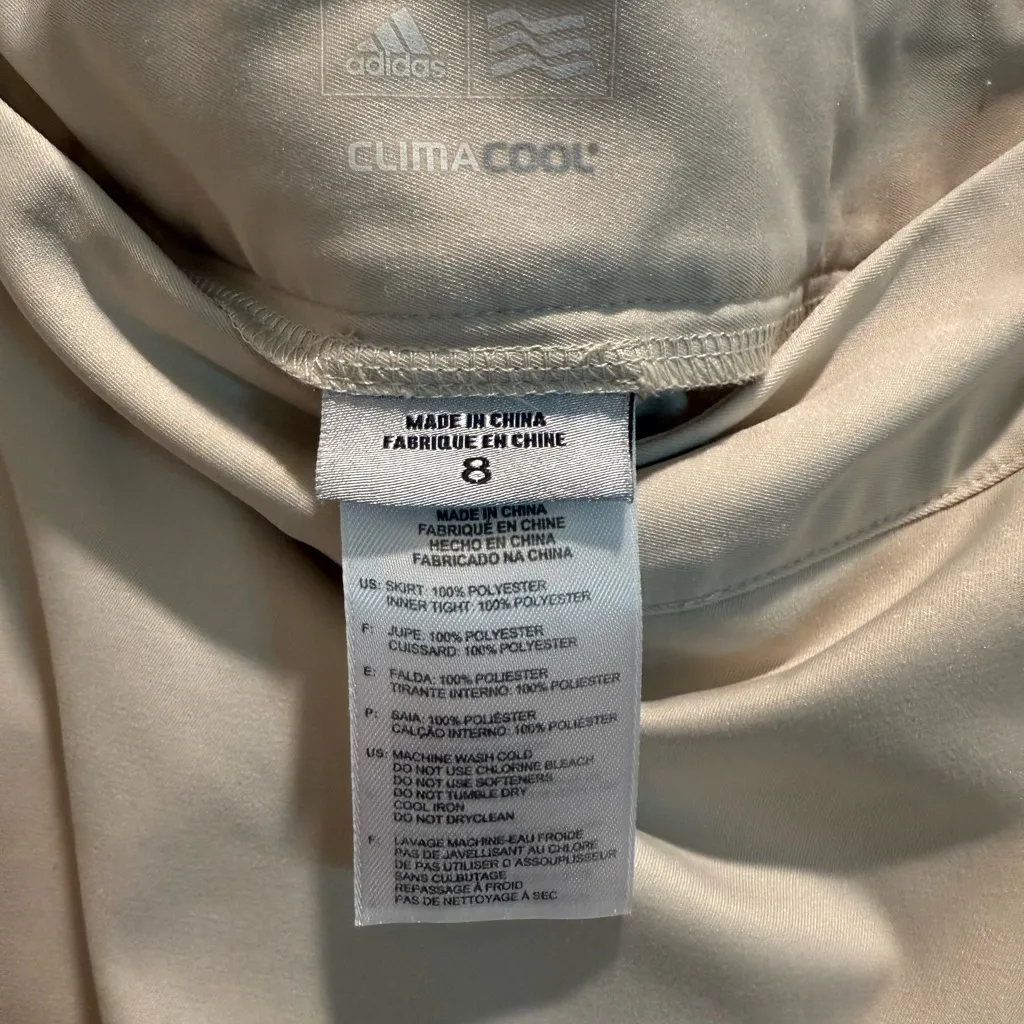 adidas
CLIMACOOL®
MADE IN CHINA
FABRIQUE EN CHINE
8
MADE IN CHINA
FABRIQUÉ EN CHINE
HECHO EN CHINA
FABRICADO NA CHINA
US: SKIRT: 100% POLYESTER
INNER TIGHT: 100% POLYESTER
F: JUPE: 100% POLYESTER
CUISSARD: 100% POLYESTER
E: FALDA: 100% POLIESTER
TIRANTE INTERNO: 100% POLIESTER
P: SAIA: 100% POLIÉSTER
CALÇÃO INTERNO: 100% POLIÉSTER
US: MACHINE WASH COLD
DO NOT USE CHLORINE BLEACH
DO NOT USE SOFTENERS
DO NOT TUMBLE DRY
COOL IRON
DO NOT DRYCLEAN
F: LAVAGE MACHINE-EAU FROIDE
PAS DE JAVELLISANT AU CHLORE
DE PAS UTILISER D'ASSOUPLISSEUR
SANS CULBUTAGE
REPASSAGE À FROID
PAS DE NETTOYAGE À SEC